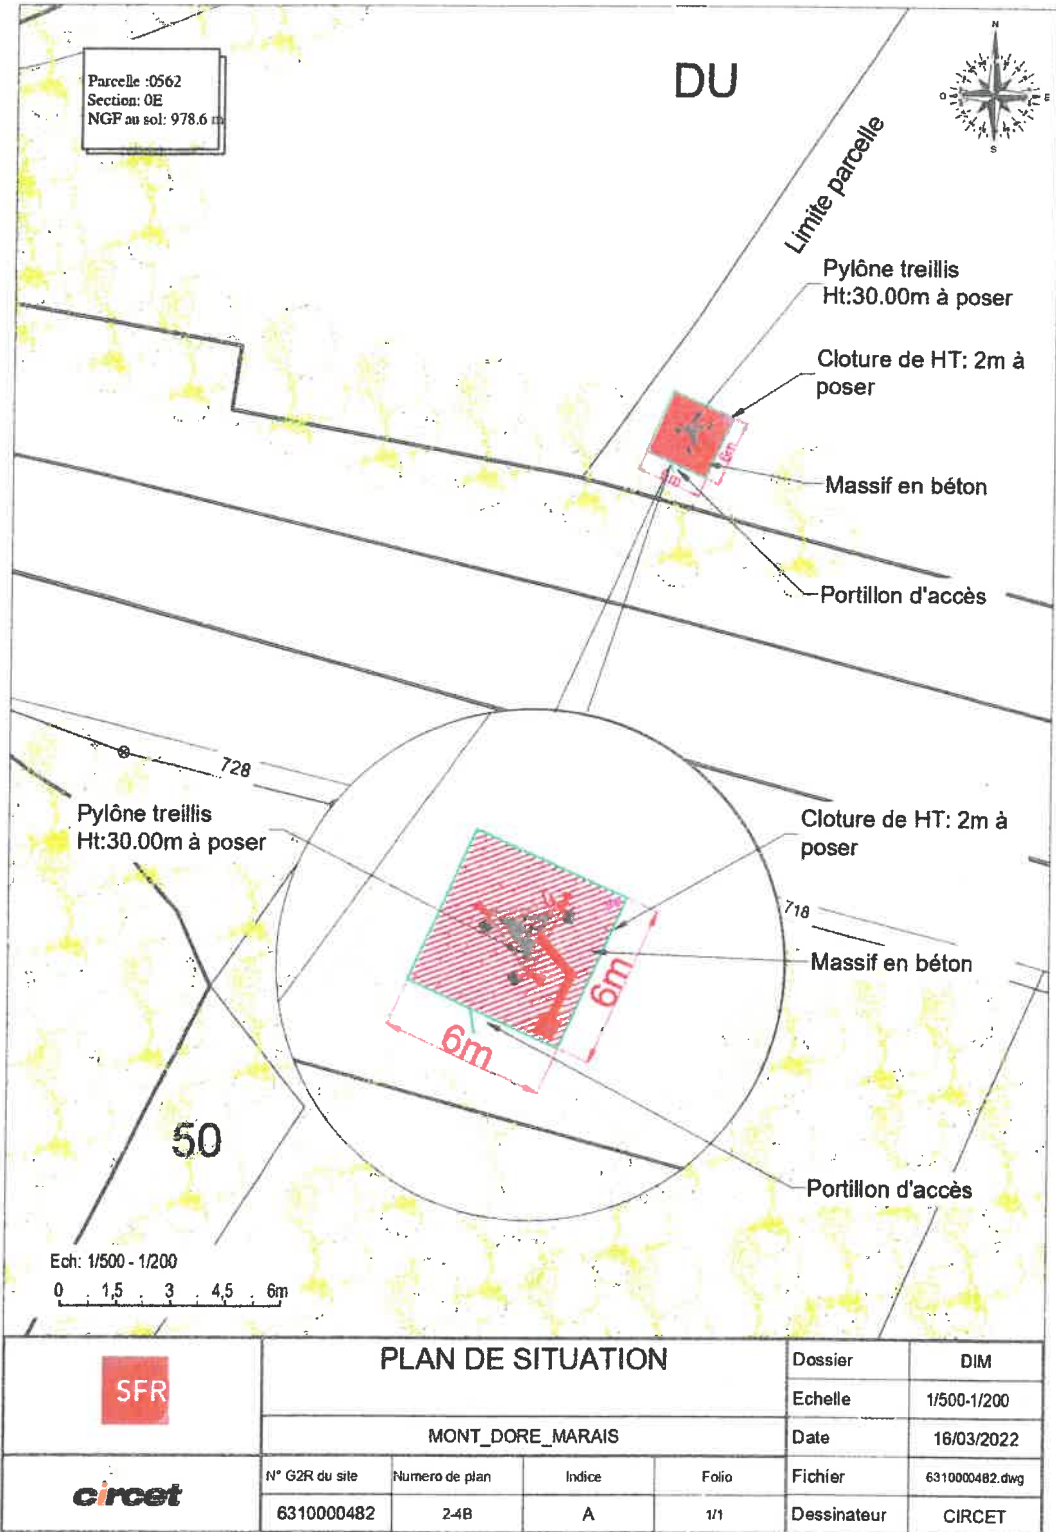 Parcelle :0562
Section: 0E
NGF au sol: 978.6 m
DU
N
O
E
S
Limite parcelle
Pylône treillis
Ht:30.00m à poser
Cloture de HT: 2m à
poser
6m
Massif en béton
Portillon d'accès
728
Pylône treillis
Ht:30.00m à poser
Cloture de HT: 2m à
poser
718
Massif en béton
6m
6m
50
Portillon d'accès
Ech: 1/500 - 1/200
0 1,5 3 4,5 6m
SFR
PLAN DE SITUATION
Dossier DIM
Echelle 1/500-1/200
MONT_DORE_MARAIS
Date 16/03/2022
circet
N° G2R du site Numero de plan Indice Folio
Fichier 6310000482.dwg
6310000482 2-4B A 1/1
Dessinateur CIRCET